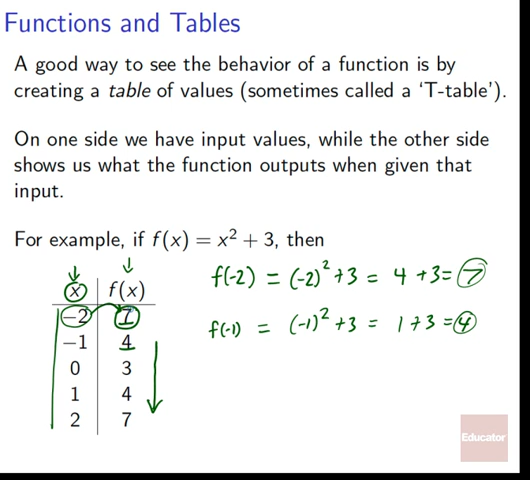 Functions and Tables
A good way to see the behavior of a function is by
creating a table of values (sometimes called a ‘T-table’).
On one side we have input values, while the other side
shows us what the function outputs when given that
input.
For example, if f(x) = x² + 3, then
x f(x)
−2 7
−1 4
0 3
1 4
2 7
f(-2) = (-2)² +3 = 4 +3 = 7
f(-1) = (-1)² +3 = 1 +3 = 4
Educator